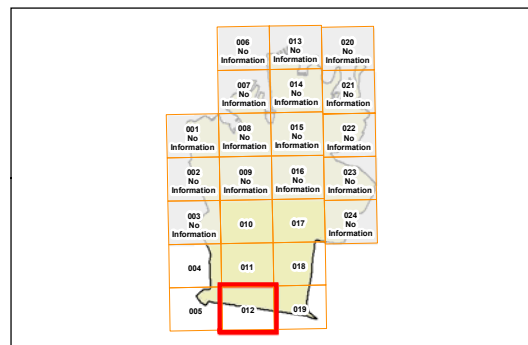 006
No
Information
013
No
Information
020
No
Information
007
No
Information
014
No
Information
021
No
Information
001
No
Information
008
No
Information
015
No
Information
022
No
Information
002
No
Information
009
No
Information
016
No
Information
023
No
Information
003
No
Information
010
017
024
No
Information
004
011
018
005
012
019